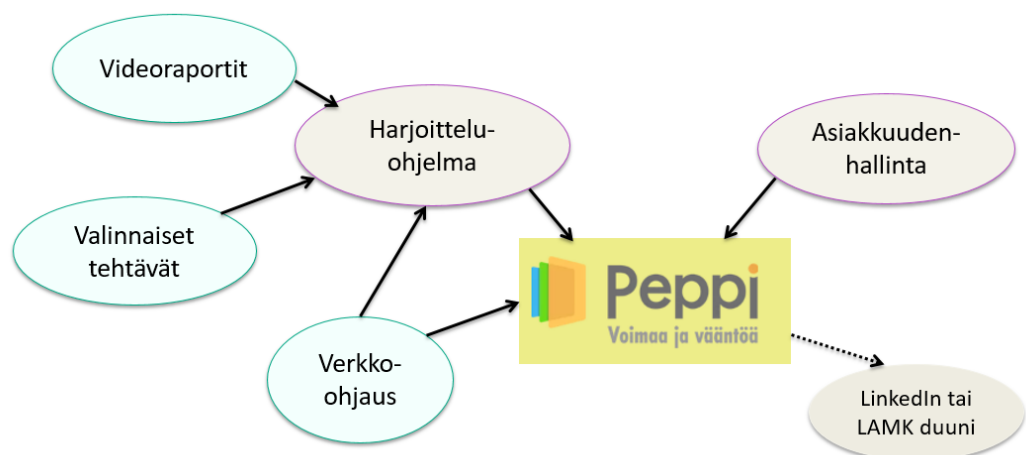 Videoraportit
Harjoittelu-
ohjelma
Asiakkuuden-
hallinta
Valinnaiset
tehtävät
Peppi
Voimaa ja vääntöä
Verkko-
ohjaus
LinkedIn tai
LAMK duuni